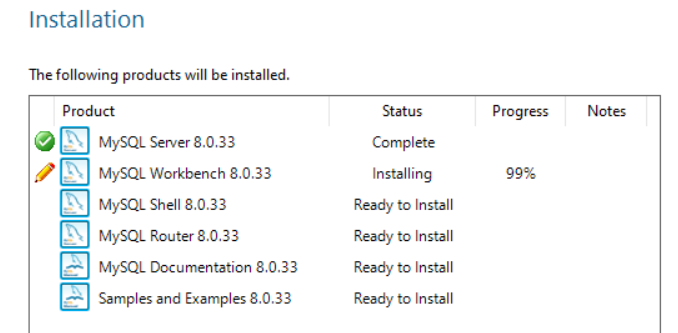 Installation
The following products will be installed.
Product Status Progress Notes
MySQL Server 8.0.33 Complete
MySQL Workbench 8.0.33 Installing 99%
MySQL Shell 8.0.33 Ready to Install
MySQL Router 8.0.33 Ready to Install
MySQL Documentation 8.0.33 Ready to Install
Samples and Examples 8.0.33 Ready to Install